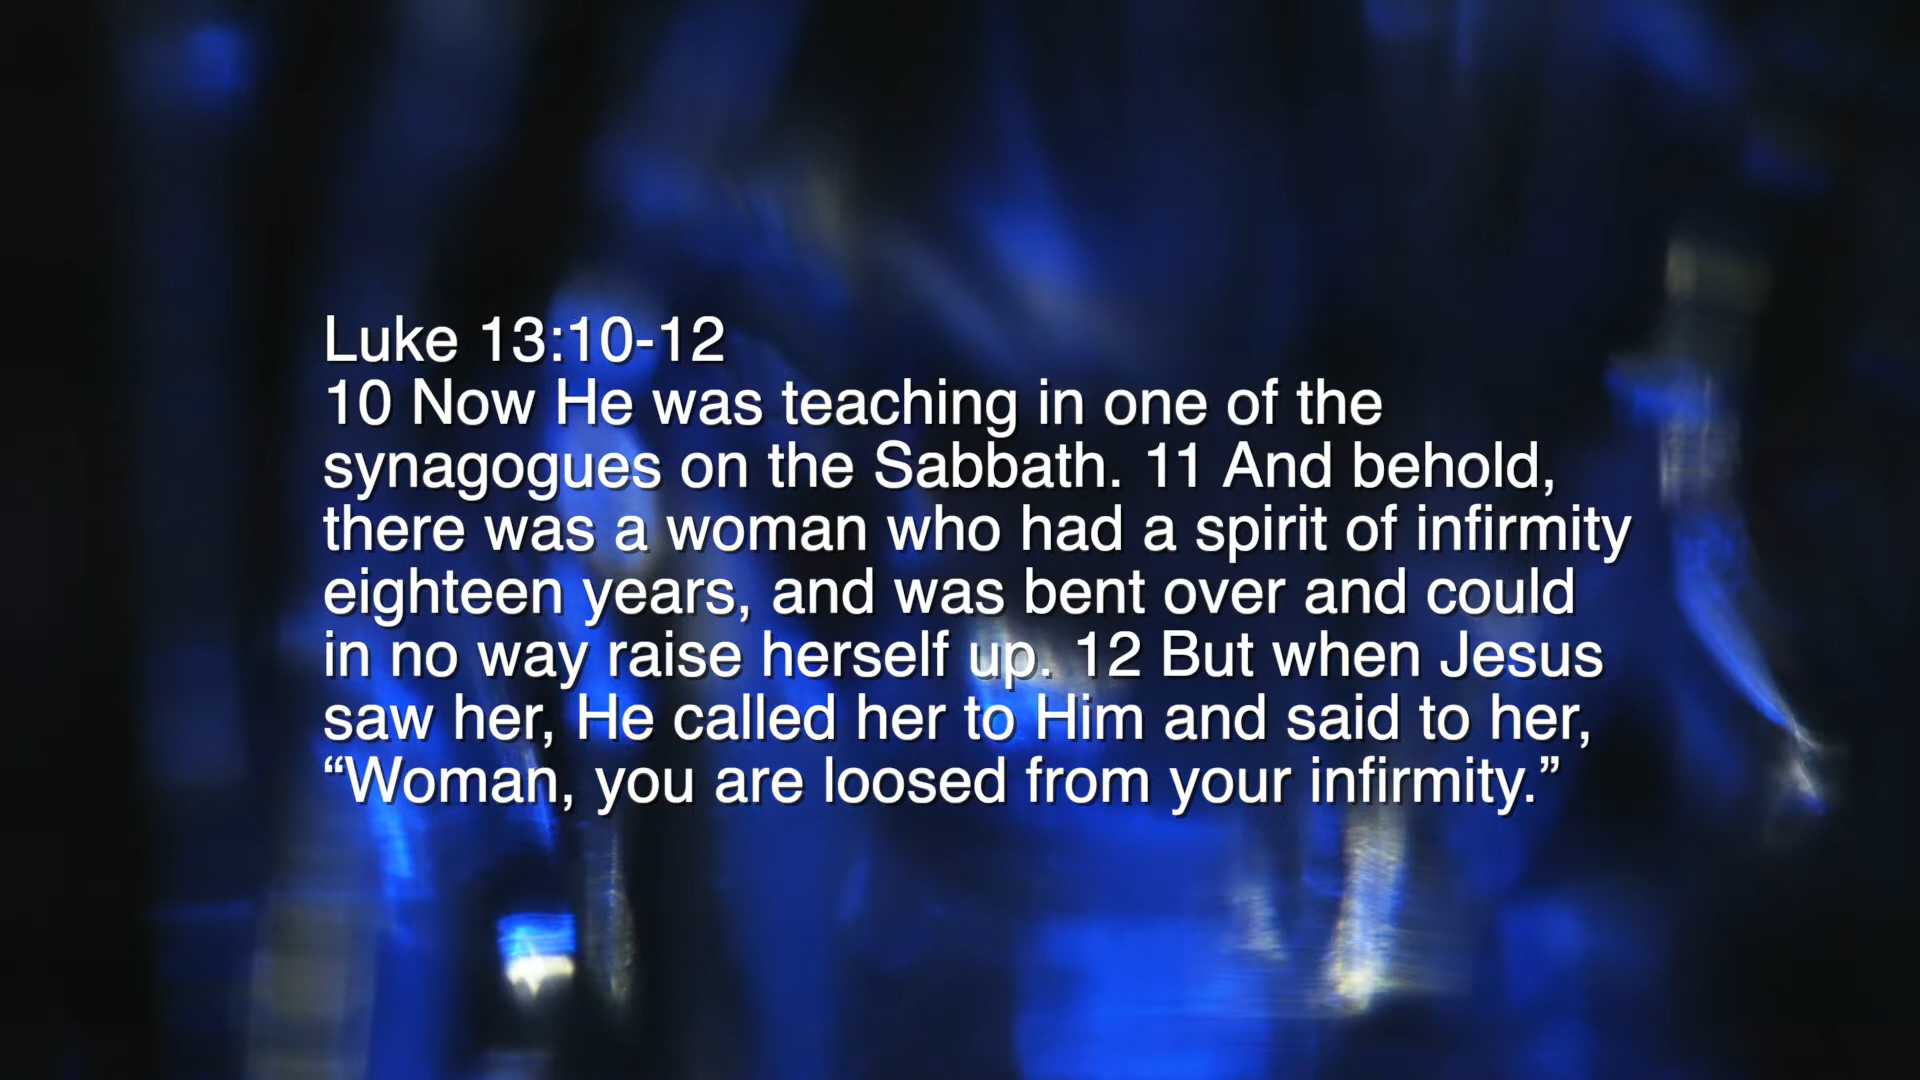 Luke 13:10-12
10 Now He was teaching in one of the
synagogues on the Sabbath. 11 And behold,
there was a woman who had a spirit of infirmity
eighteen years, and was bent over and could
in no way raise herself up. 12 But when Jesus
saw her, He called her to Him and said to her,
“Woman, you are loosed from your infirmity.”